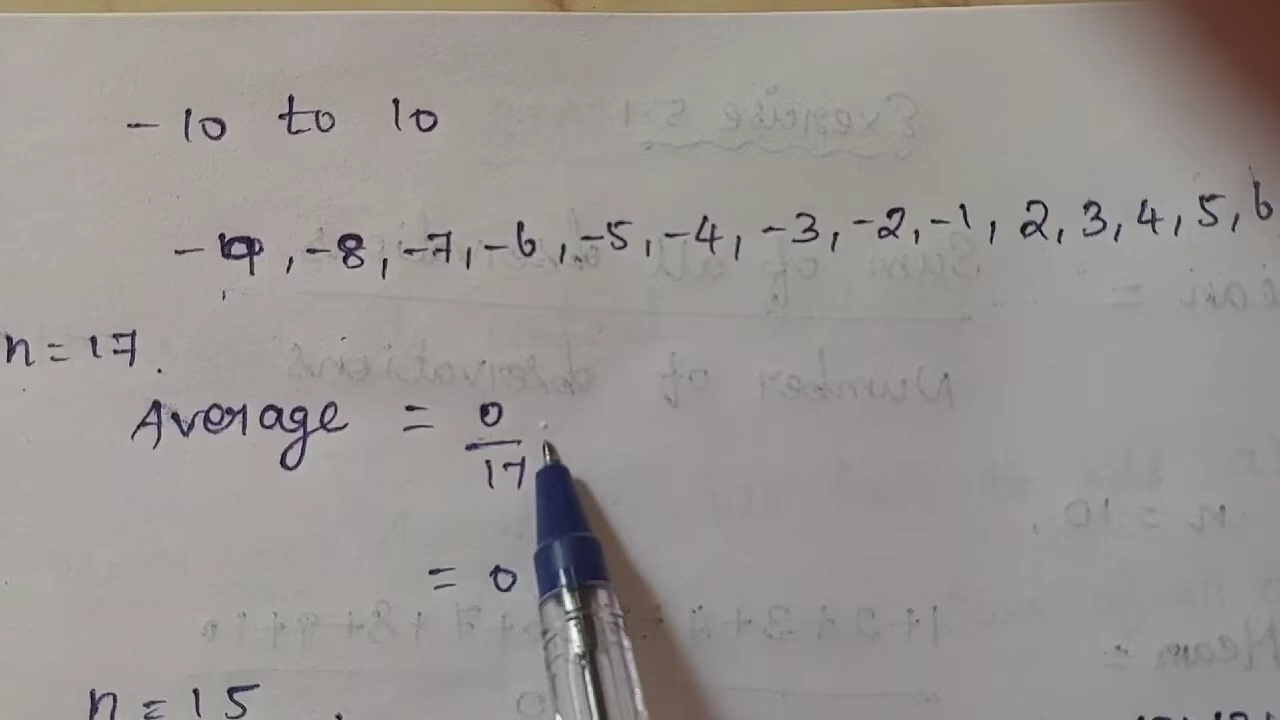 - 10 to 10
-9, -8, -7, -6, -5, -4, -3, -2, -1, 2, 3, 4, 5, 6
n = 17.
Average = 0/17
= 0
n = 15